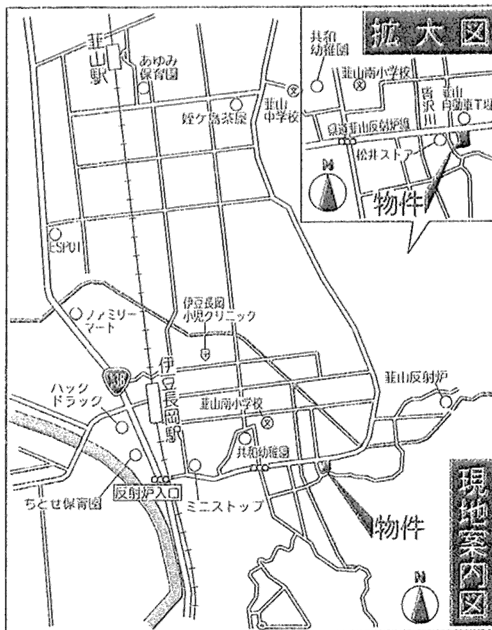 拡大図
共和
幼稚園
韮山南小学校
皆沢川
韮山
自動車工場
県道韮山反射炉線
松井ストアー
N
物件
韮山駅
あゆみ
保育園
蛭ケ島茶屋
韮山
中学校
ESPOT
ファミリー
マート
伊豆長岡
小児クリニック
136
伊豆長岡駅
ハック
ドラッグ
韮山南小学校
韮山反射炉
共和幼稚園
ちとせ保育園
反射炉入口
ミニストップ
物件
現地案内図
N